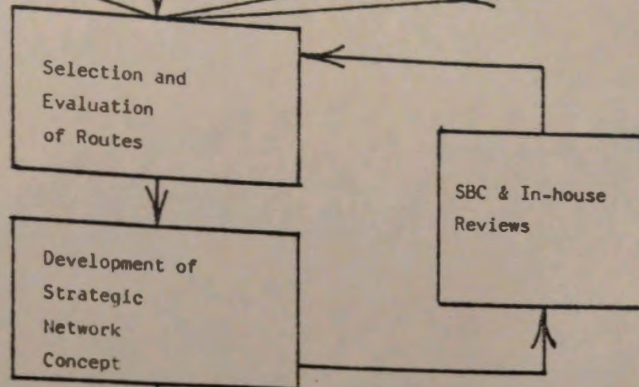 Selection and
Evaluation
of Routes
SBC & In-house
Reviews
Development of
Strategic
Network
Concept